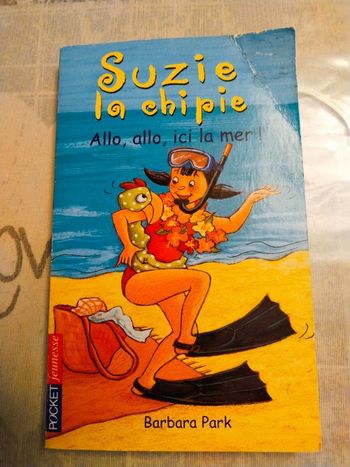 Suzie
la chipie
Allo, allo, ici la mer !
POCKET jeunesse
Barbara Park